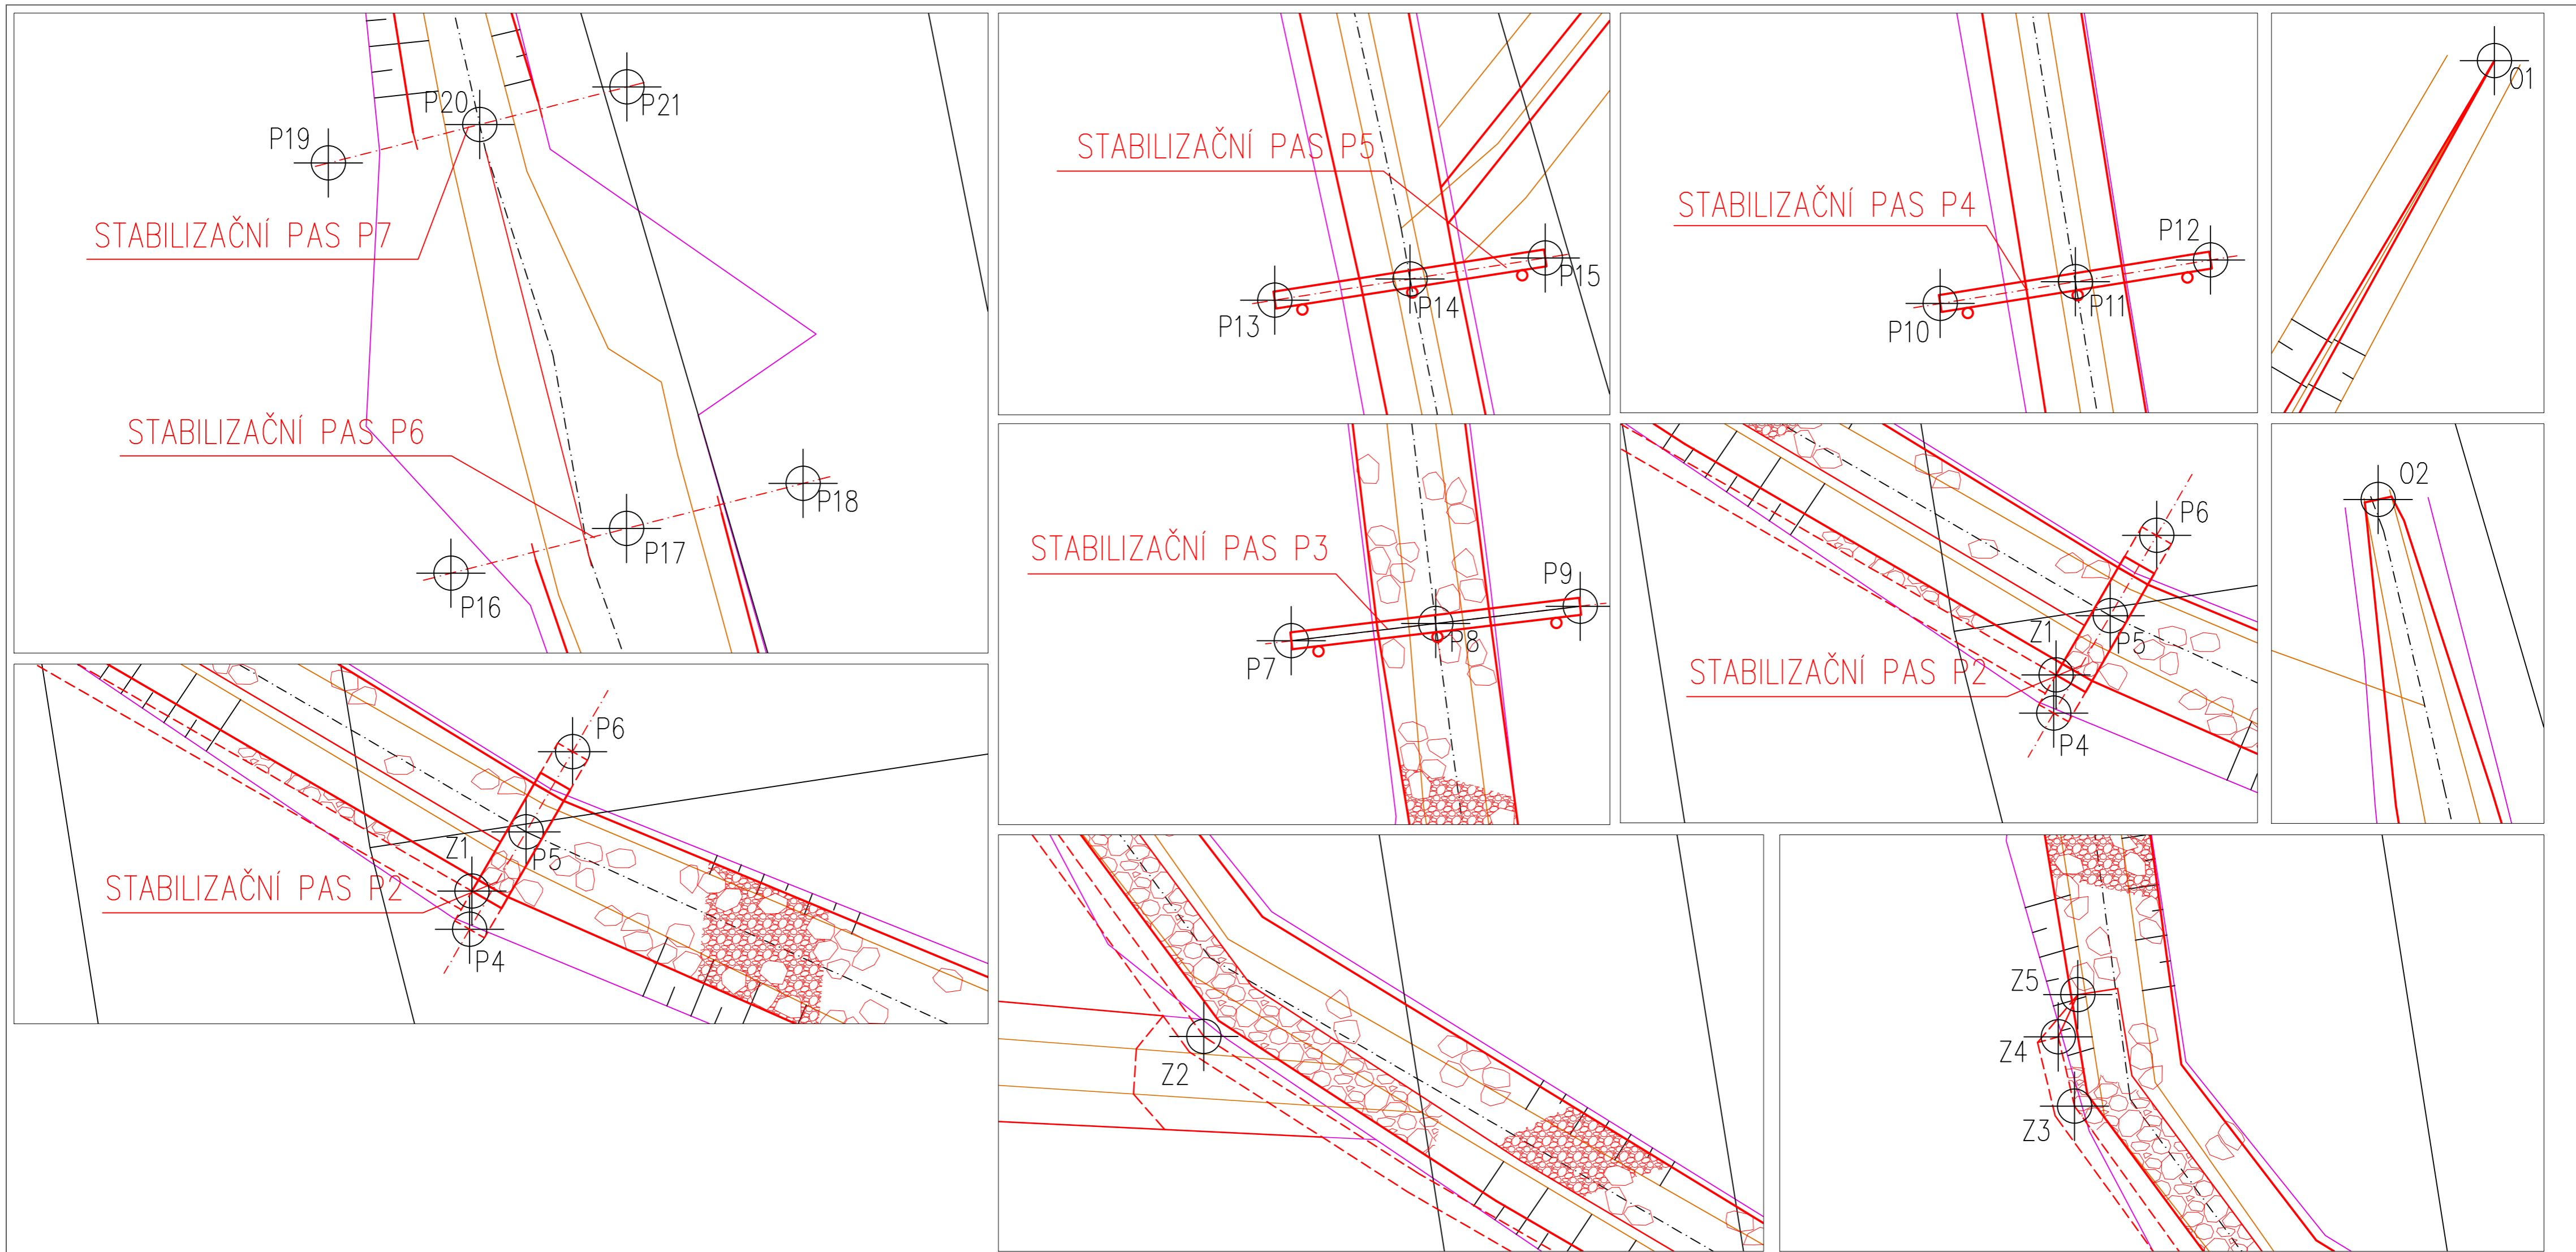 P20
P21
P19
STABILIZAČNÍ PAS P7
STABILIZAČNÍ PAS P6
P18
P17
P16
STABILIZAČNÍ PAS P5
P15
P14
P13
STABILIZAČNÍ PAS P4
P12
P11
P10
O1
STABILIZAČNÍ PAS P3
P9
P8
P7
P6
Z1
P5
STABILIZAČNÍ PAS P2
P4
O2
P6
Z1
P5
STABILIZAČNÍ PAS P2
P4
Z2
Z5
Z4
Z3